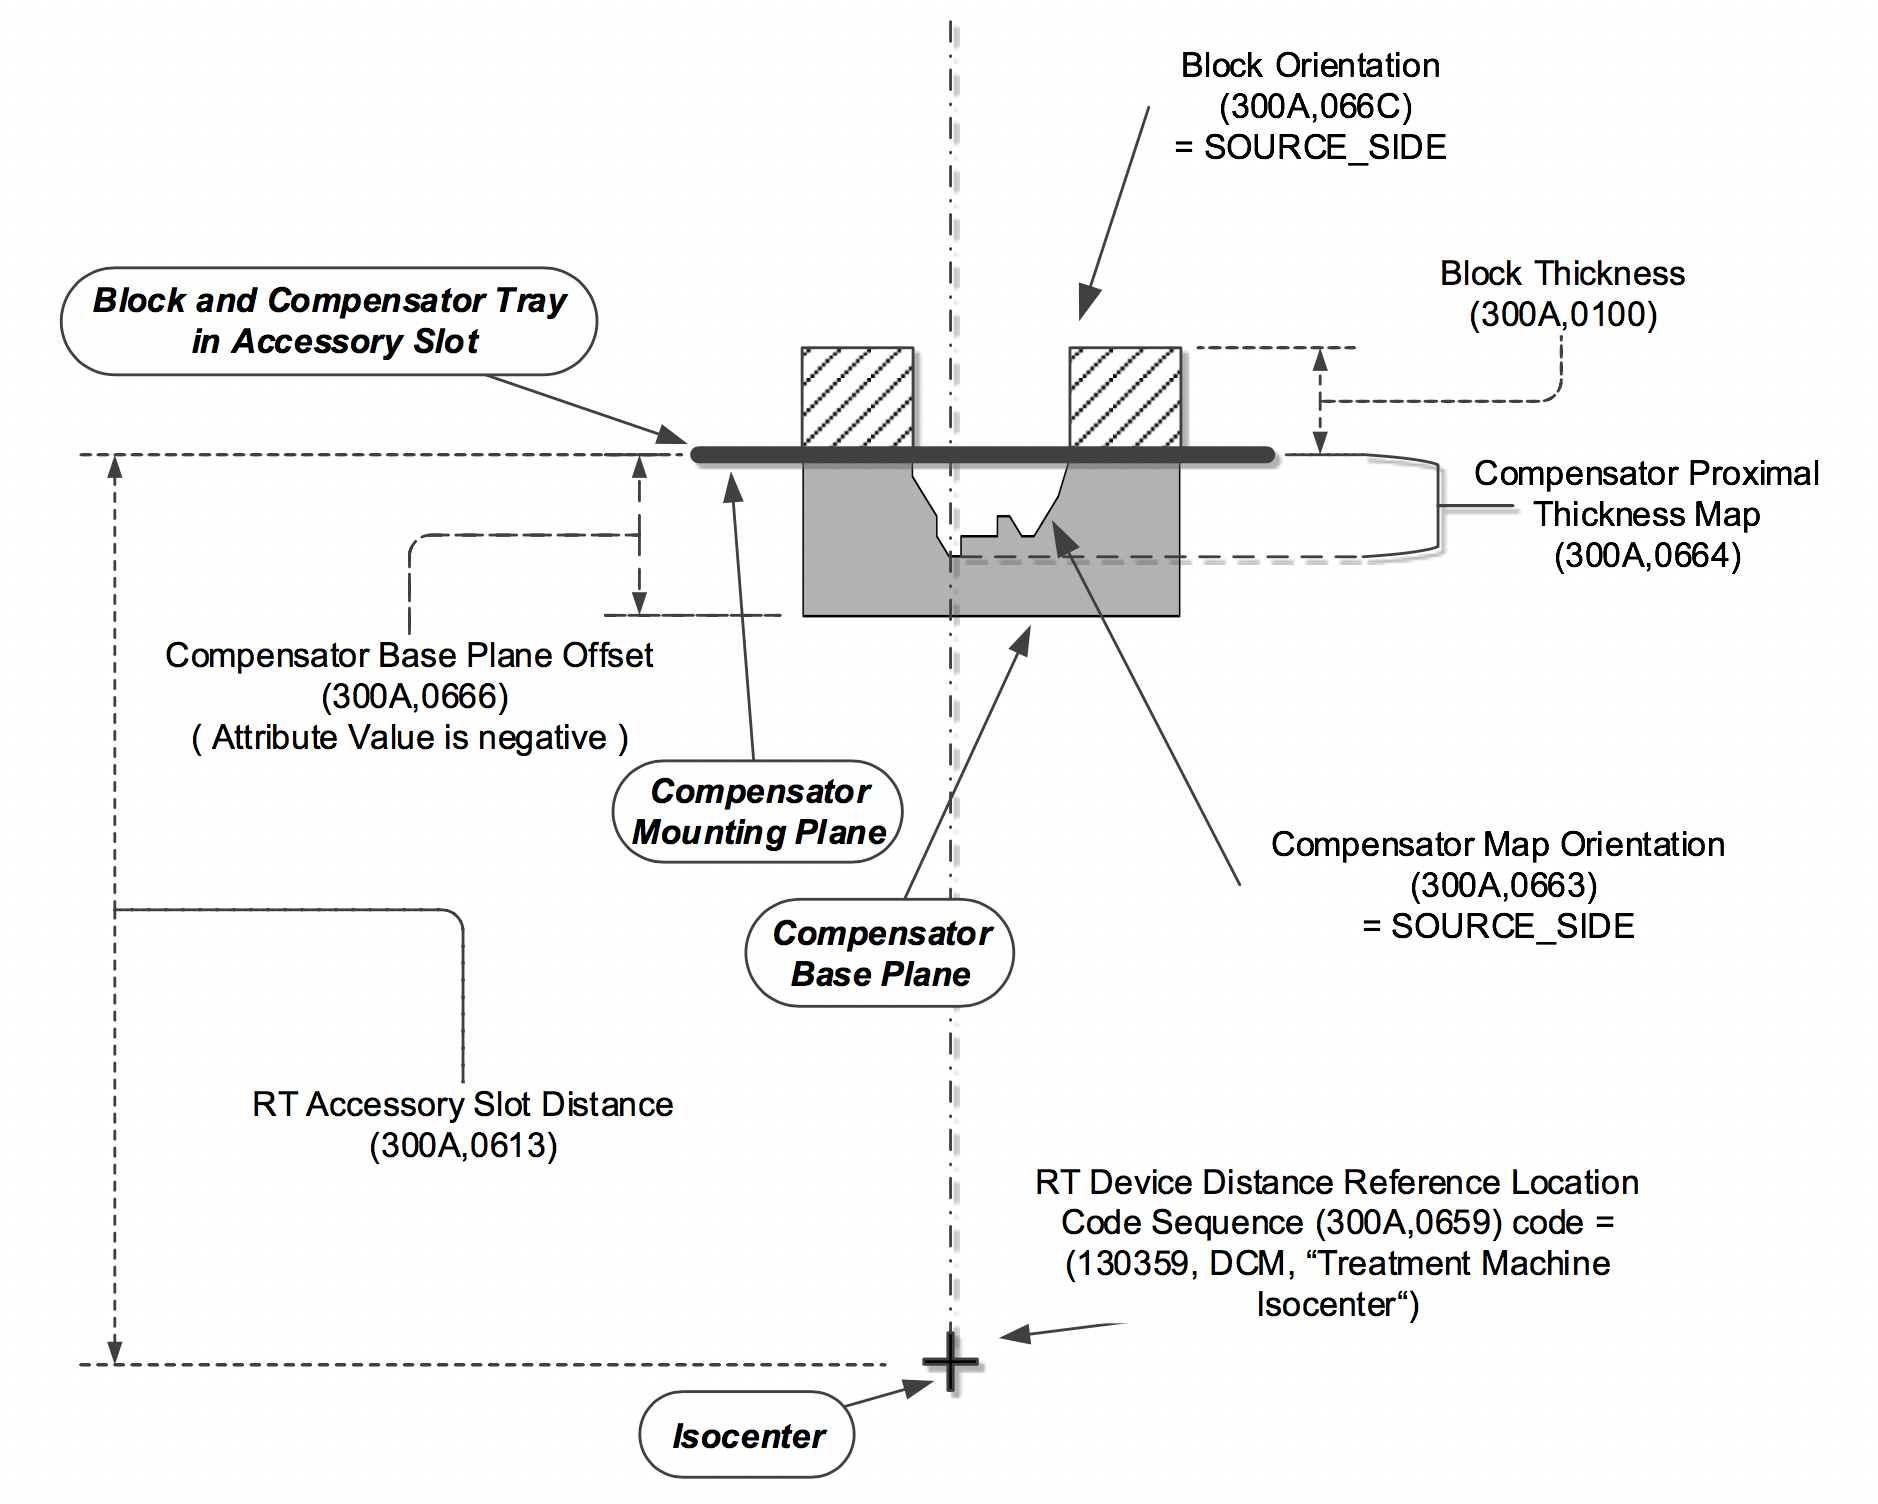 Block Orientation
(300A,066C)
= SOURCE_SIDE
Block and Compensator Tray
in Accessory Slot
Block Thickness
(300A,0100)
Compensator Proximal
Thickness Map
(300A,0664)
Compensator Base Plane Offset
(300A,0666)
( Attribute Value is negative )
Compensator
Mounting Plane
Compensator Map Orientation
(300A,0663)
= SOURCE_SIDE
Compensator
Base Plane
RT Accessory Slot Distance
(300A,0613)
RT Device Distance Reference Location
Code Sequence (300A,0659) code =
(130359, DCM, “Treatment Machine
Isocenter“)
Isocenter